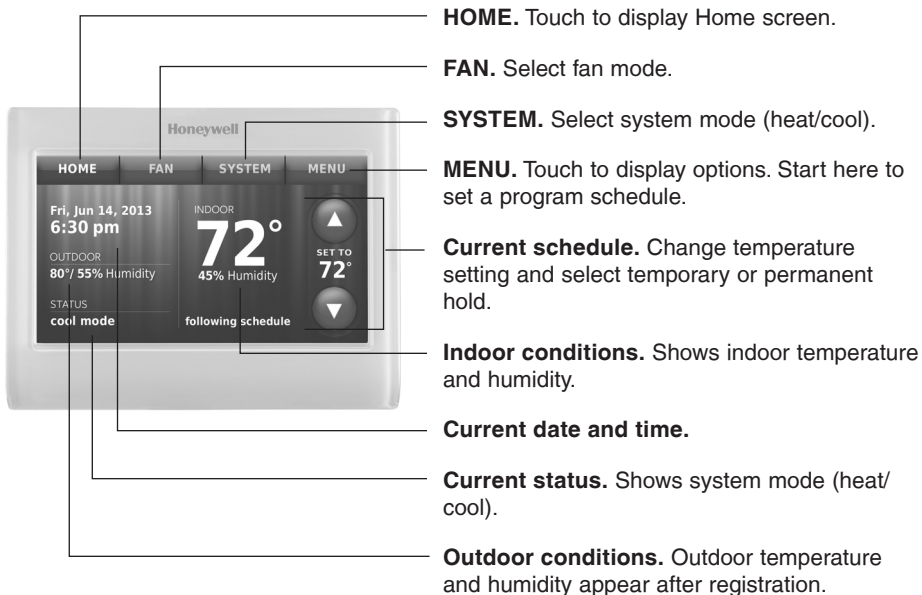 HOME. Touch to display Home screen.
FAN. Select fan mode.
SYSTEM. Select system mode (heat/cool).
MENU. Touch to display options. Start here to
set a program schedule.
Current schedule. Change temperature
setting and select temporary or permanent
hold.
Indoor conditions. Shows indoor temperature
and humidity.
Current date and time.
Current status. Shows system mode (heat/
cool).
Outdoor conditions. Outdoor temperature
and humidity appear after registration.
Honeywell
HOME FAN SYSTEM MENU
Fri, Jun 14, 2013
6:30 pm
OUTDOOR
80°/ 55% Humidity
STATUS
cool mode
INDOOR
72°
45% Humidity
following schedule
SET TO
72°